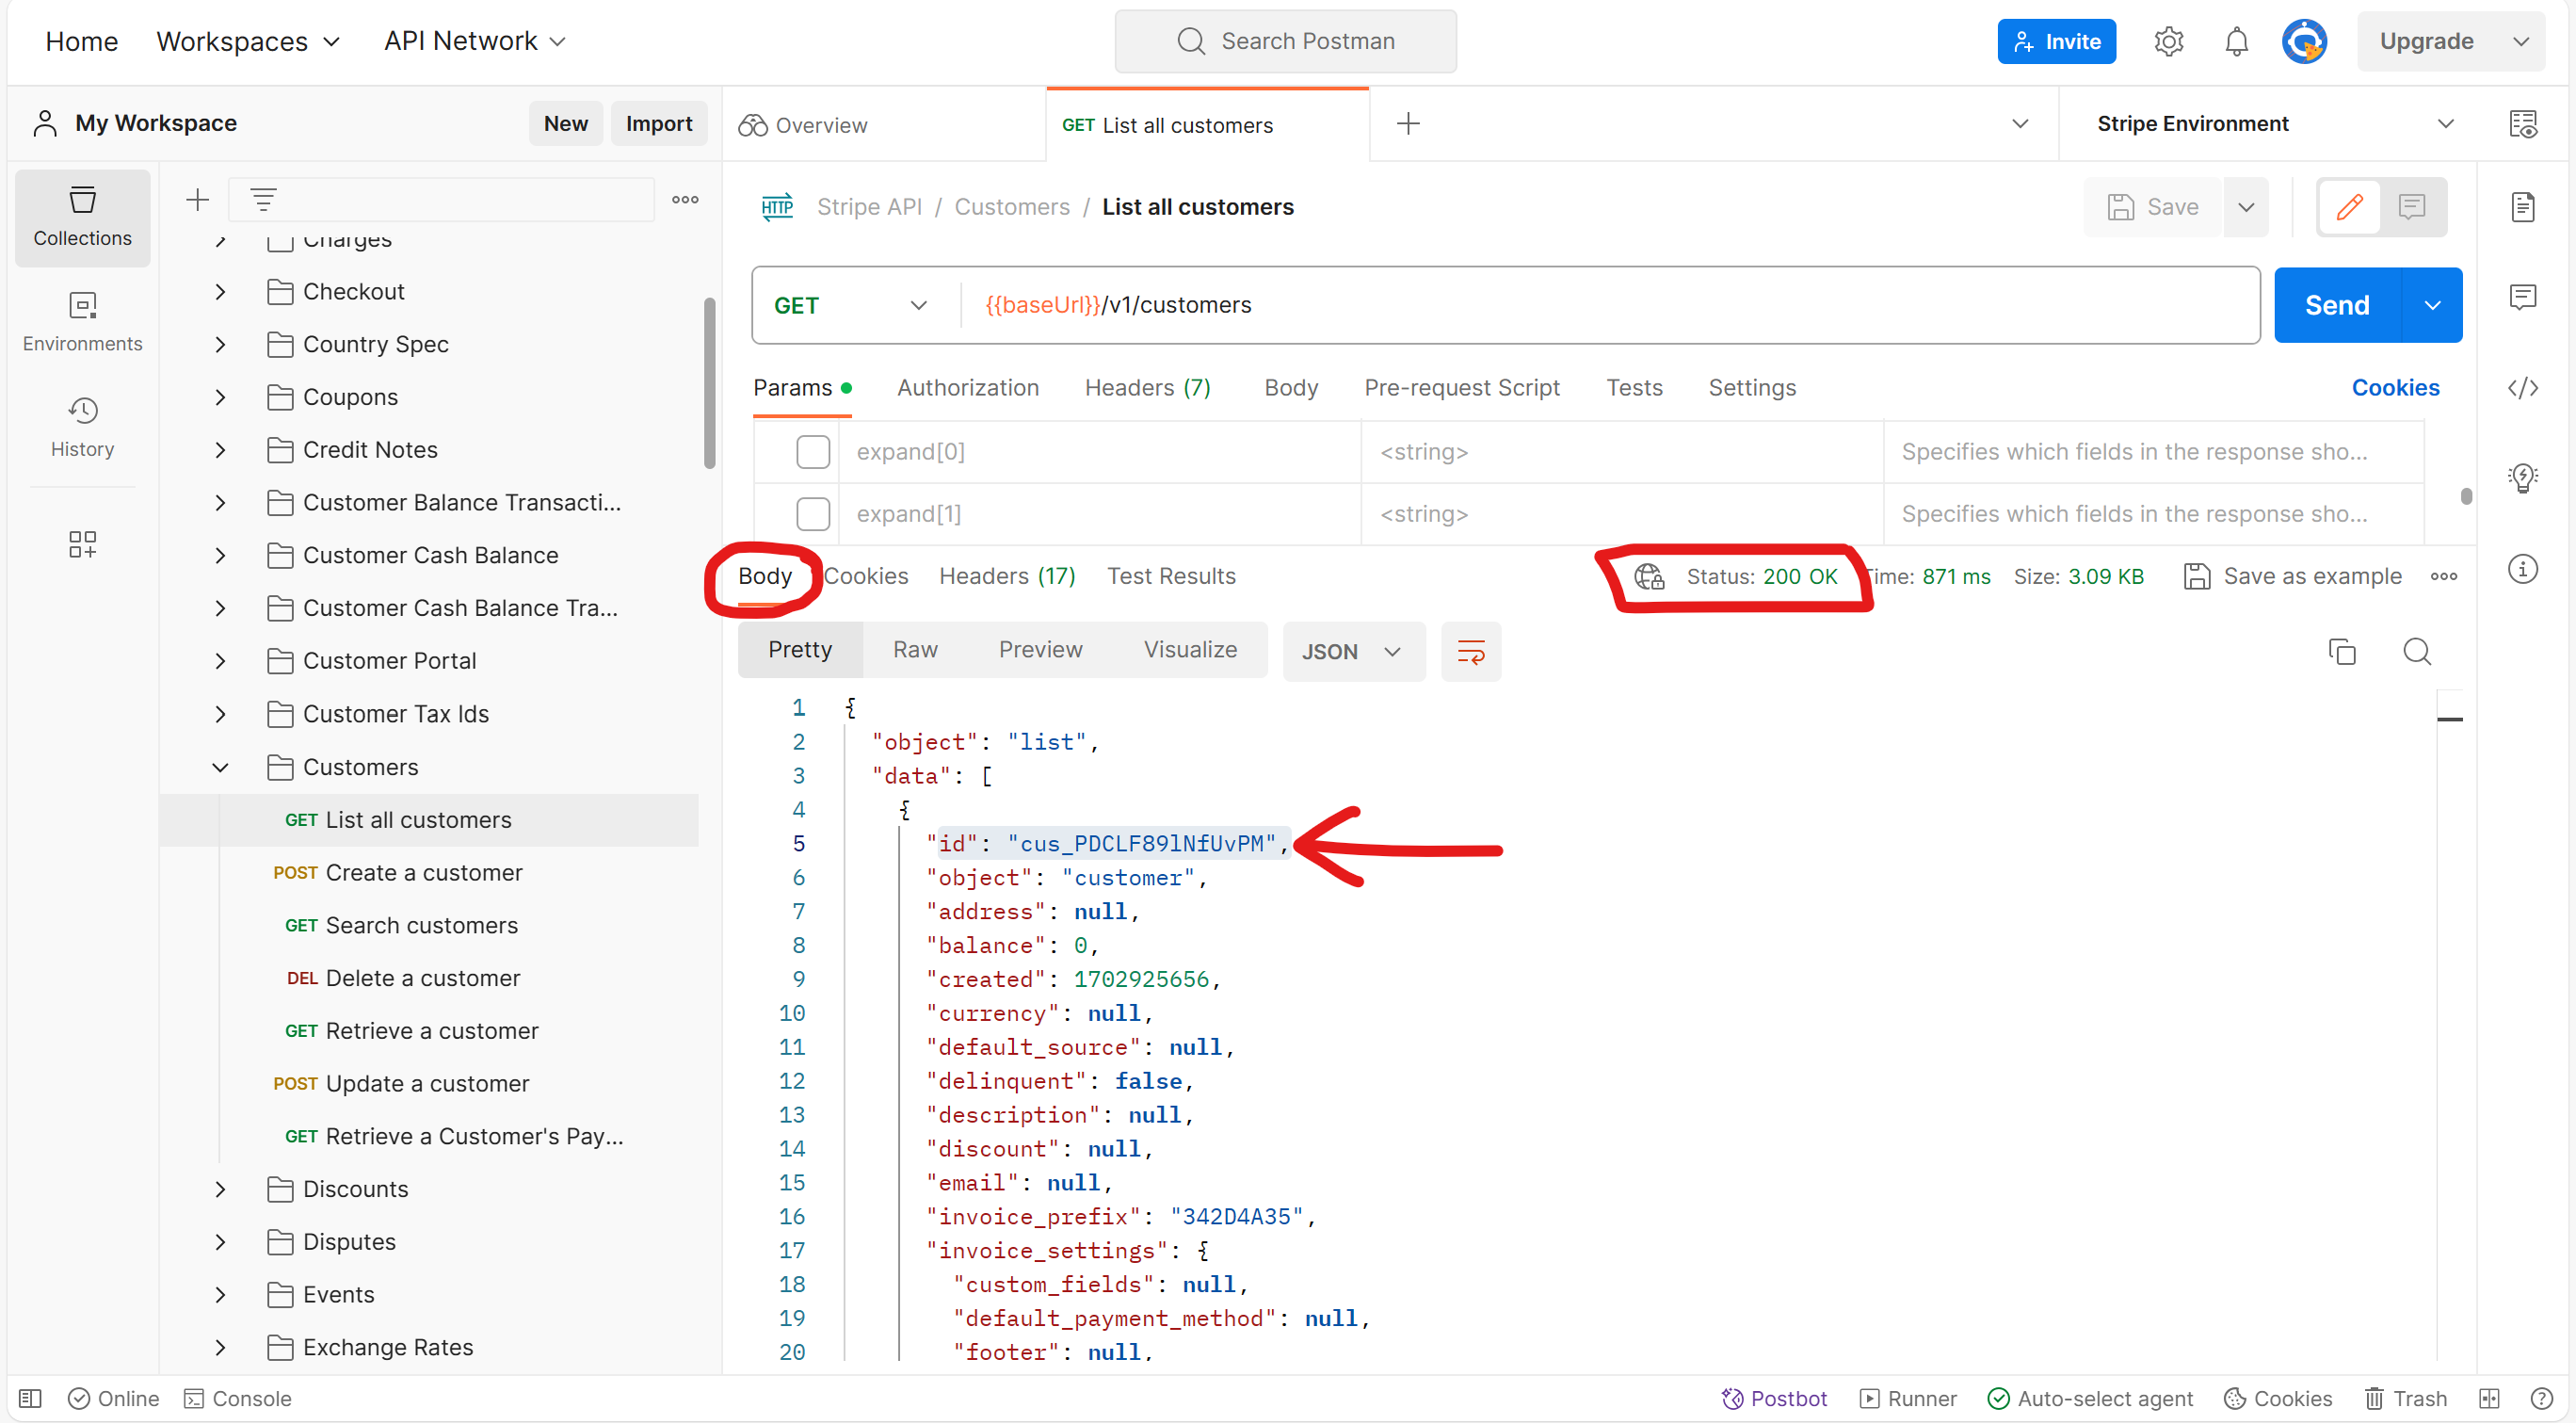 Home Workspaces API Network Search Postman Invite Upgrade
My Workspace New Import Overview GET List all customers Stripe Environment
Collections
Environments
History
Charges
Checkout
Country Spec
Coupons
Credit Notes
Customer Balance Transacti...
Customer Cash Balance
Customer Cash Balance Tra...
Customer Portal
Customer Tax Ids
Customers
GET List all customers
POST Create a customer
GET Search customers
DEL Delete a customer
GET Retrieve a customer
POST Update a customer
GET Retrieve a Customer's Pay...
Discounts
Disputes
Events
Exchange Rates
HTTP Stripe API / Customers / List all customers Save
GET {{baseUrl}}/v1/customers Send
Params Authorization Headers (7) Body Pre-request Script Tests Settings Cookies
expand[0] <string> Specifies which fields in the response sho...
expand[1] <string> Specifies which fields in the response sho...
Body Cookies Headers (17) Test Results Status: 200 OK Time: 871 ms Size: 3.09 KB Save as example
Pretty Raw Preview Visualize JSON
1 {
2 "object": "list",
3 "data": [
4 {
5 "id": "cus_PDCLF89lNfUvPM",
6 "object": "customer",
7 "address": null,
8 "balance": 0,
9 "created": 1702925656,
10 "currency": null,
11 "default_source": null,
12 "delinquent": false,
13 "description": null,
14 "discount": null,
15 "email": null,
16 "invoice_prefix": "342D4A35",
17 "invoice_settings": {
18 "custom_fields": null,
19 "default_payment_method": null,
20 "footer": null,
Online Console Postbot Runner Auto-select agent Cookies Trash